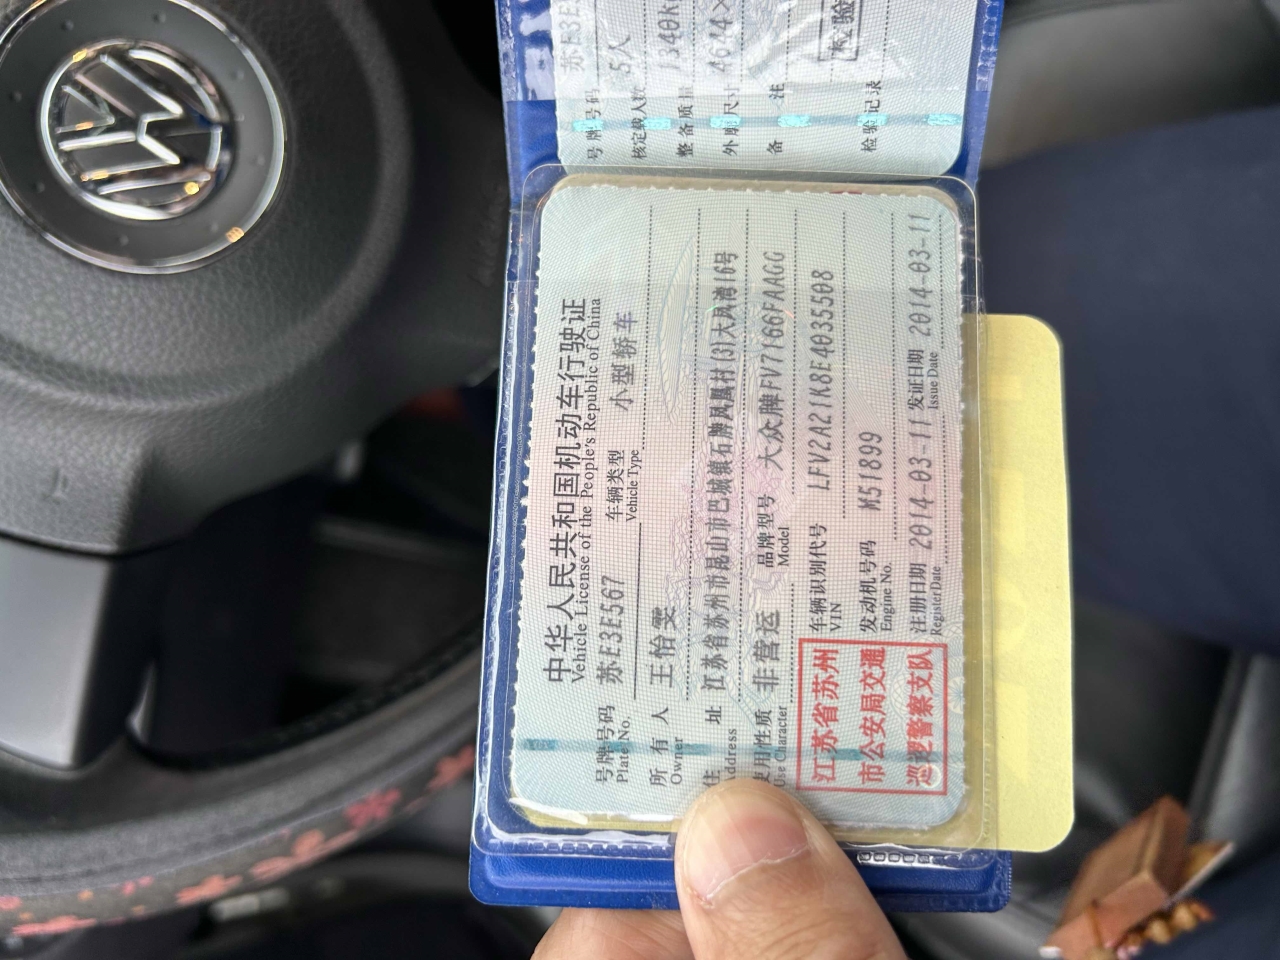 中华人民共和国机动车行驶证
Vehicle License of the People's Republic of China
号牌号码 苏E3E567 车辆类型 小型轿车
Plate No. Vehicle Type
所有人 王怡雯
Owner
住址 江苏省苏州市昆山市巴城镇石牌凤凰村(3)大凤湾16号
Address
使用性质 非营运 品牌型号 大众牌FV7166FAAGG
Use Character Model
江苏省苏州
市公安局交通
巡逻警察支队
车辆识别代号 LFV2A21K8E4035508
VIN
发动机号码 M51899
Engine No.
注册日期 2014-03-11 发证日期 2014-03-11
Register Date Issue Date
号牌号码 苏E3E
核定载人数 5人
整备质量 1340k
外廓尺寸 4644×
备注
检验记录
检验